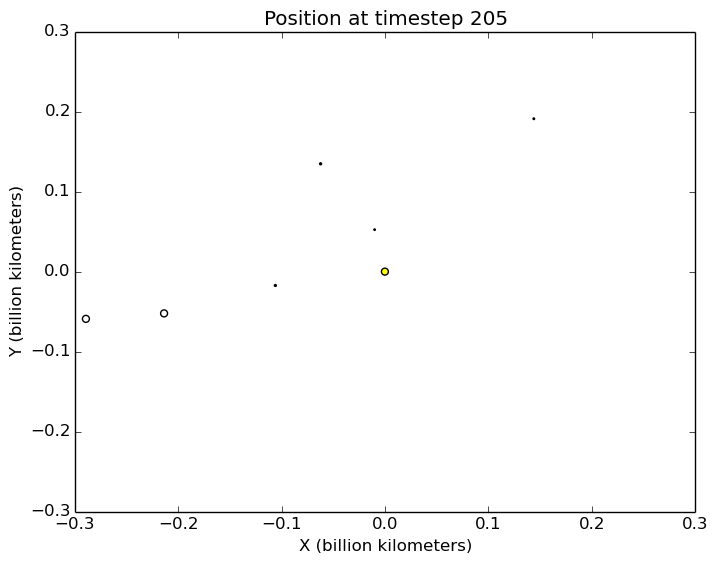 Position at timestep 205
0.3
0.2
0.1
0.0
−0.1
−0.2
−0.3
Y (billion kilometers)
−0.3 −0.2 −0.1 0.0 0.1 0.2 0.3
X (billion kilometers)